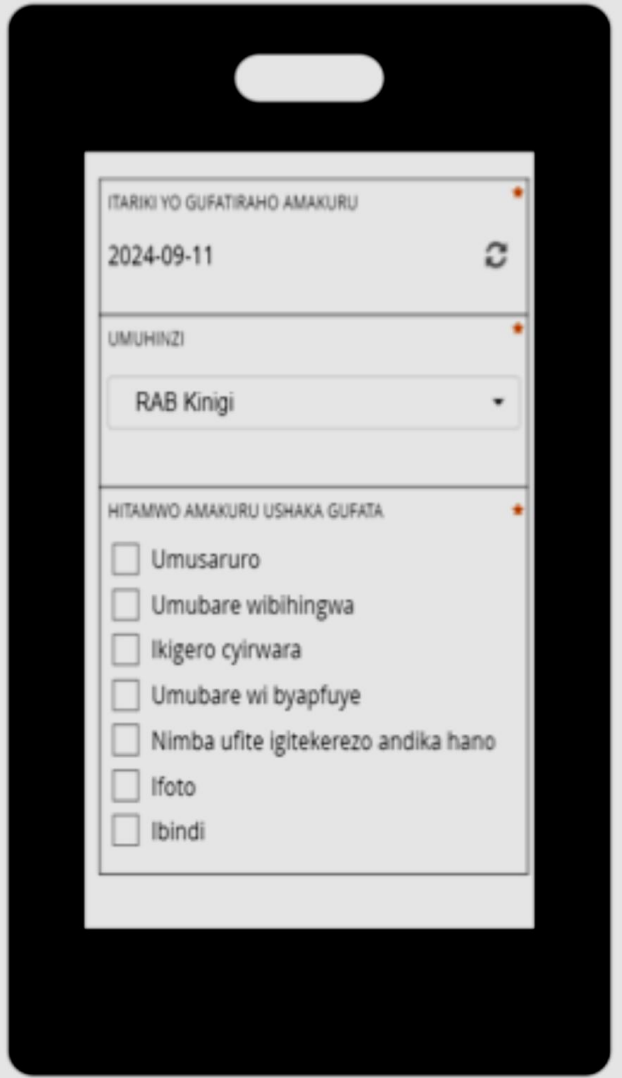 ITARIKI YO GUFATIRAHO AMAKURU
2024-09-11
UMUHINZI
RAB Kinigi
HITAMWO AMAKURU USHAKA GUFATA
Umusaruro
Umubare wibihingwa
Ikigero cyirwara
Umubare wi byapfuye
Nimba ufite igitekerezo andika hano
Ifoto
Ibindi